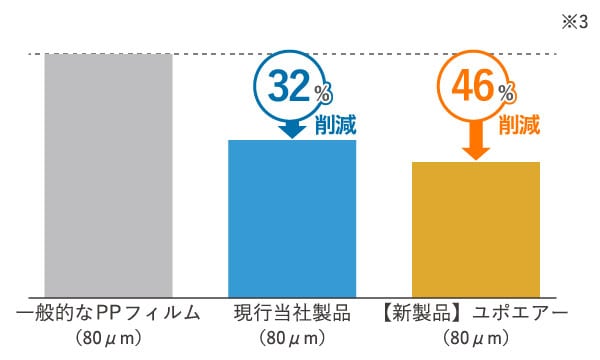 ※3
32%
削減
46%
削減
一般的なPPフィルム
（80μm）
現行当社製品
（80μm）
【新製品】ユポエアー
（80μm）